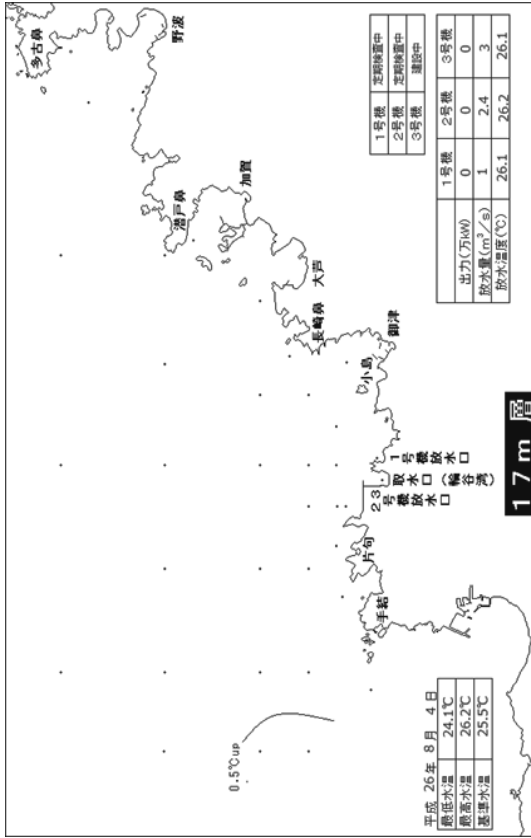 多古鼻
野波
潜戸鼻
加賀
大芦
長崎鼻
御津
小島
1号機放水口
取水口(輪谷湾)
2,3号機放水口
片句
手結
0.5℃up
1号機 定期検査中
2号機 定期検査中
3号機 建設中
1号機 2号機 3号機
出力(万kW) 0 0 0
放水量(m³/s) 1 2.4 3
放水温度(℃) 26.1 26.2 26.1
17m層
平成 26年 8月 4日
最低水温 24.1℃
最高水温 26.2℃
基準水温 25.5℃